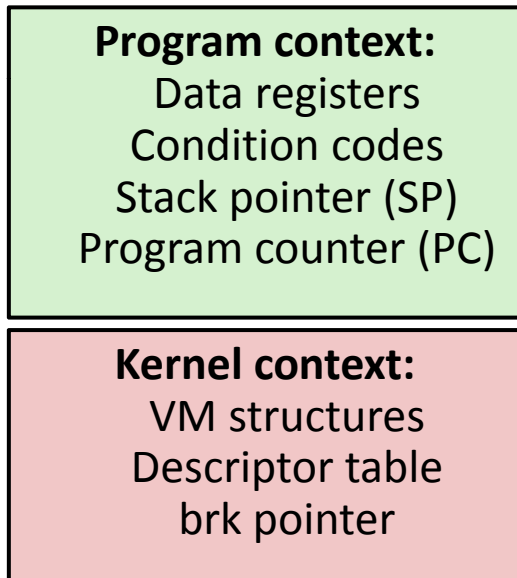 Program context:
Data registers
Condition codes
Stack pointer (SP)
Program counter (PC)
Kernel context:
VM structures
Descriptor table
brk pointer